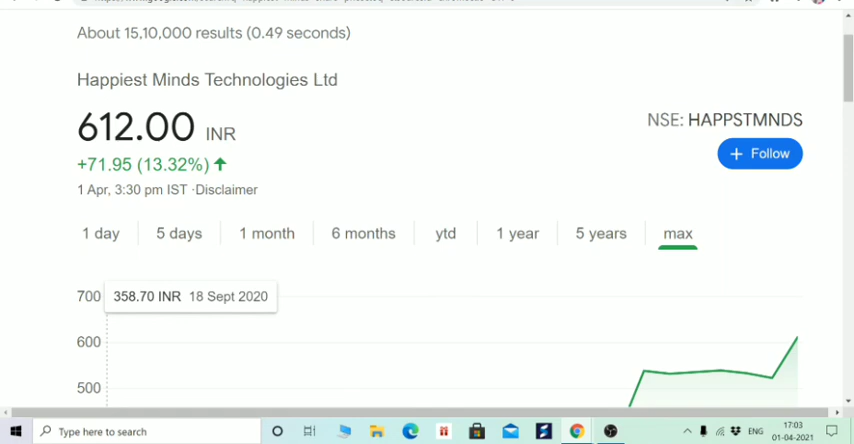 About 15,10,000 results (0.49 seconds)
Happiest Minds Technologies Ltd
612.00 INR
NSE: HAPPSTMNDS
+71.95 (13.32%)
+ Follow
1 Apr, 3:30 pm IST ·Disclaimer
1 day 5 days 1 month 6 months ytd 1 year 5 years max
700
358.70 INR 18 Sept 2020
600
500
Type here to search
ENG
17:03
01-04-2021